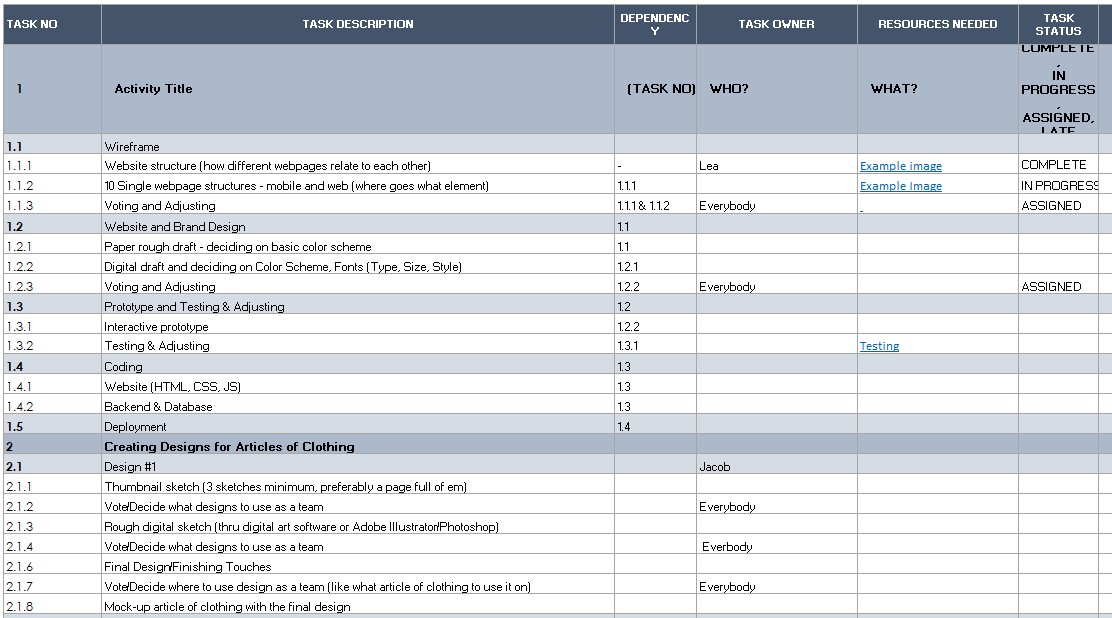 TASK NO TASK DESCRIPTION DEPENDENC Y TASK OWNER RESOURCES NEEDED TASK STATUS
1 Activity Title (TASK NO) WHO? WHAT? COMPLETE , IN PROGRESS , ASSIGNED, LATE
1.1 Wireframe
1.1.1 Website structure (how different webpages relate to each other) - Lea Example image COMPLETE
1.1.2 10 Single webpage structures - mobile and web (where goes what element) 1.1.1 Example Image IN PROGRESS
1.1.3 Voting and Adjusting 1.1.1 & 1.1.2 Everybody - ASSIGNED
1.2 Website and Brand Design 1.1
1.2.1 Paper rough draft - deciding on basic color scheme 1.1
1.2.2 Digital draft and deciding on Color Scheme, Fonts (Type, Size, Style) 1.2.1
1.2.3 Voting and Adjusting 1.2.2 Everybody ASSIGNED
1.3 Prototype and Testing & Adjusting 1.2
1.3.1 Interactive prototype 1.2.2
1.3.2 Testing & Adjusting 1.3.1 Testing
1.4 Coding 1.3
1.4.1 Website (HTML, CSS, JS) 1.3
1.4.2 Backend & Database 1.3
1.5 Deployment 1.4
2 Creating Designs for Articles of Clothing
2.1 Design #1 Jacob
2.1.1 Thumbnail sketch (3 sketches minimum, preferably a page full of em)
2.1.2 Vote/Decide what designs to use as a team Everybody
2.1.3 Rough digital sketch (thru digital art software or Adobe Illustrator/Photoshop)
2.1.4 Vote/Decide what designs to use as a team Everbody
2.1.6 Final Design/Finishing Touches
2.1.7 Vote/Decide where to use design as a team (like what article of clothing to use it on) Everybody
2.1.8 Mock-up article of clothing with the final design